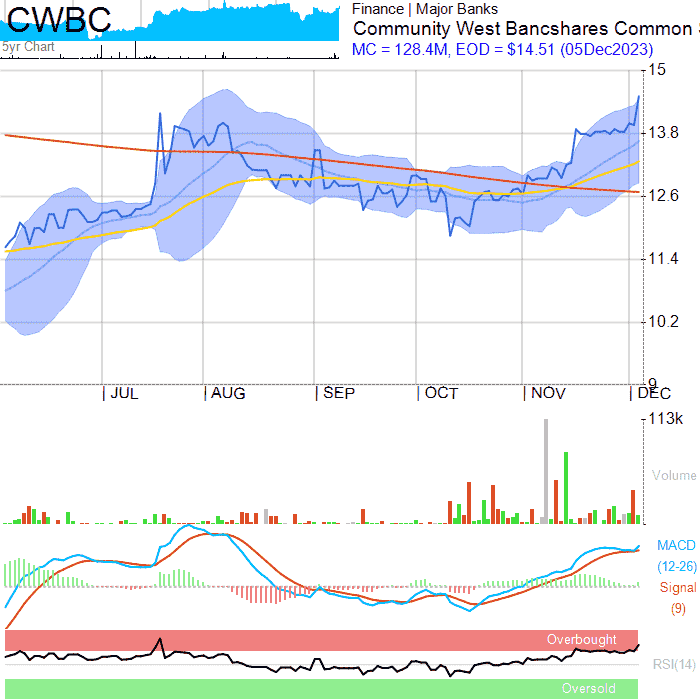 CWBC
5yr Chart
Finance | Major Banks
Community West Bancshares Common
MC = 128.4M, EOD = $14.51 (05Dec2023)
15
13.8
12.6
11.4
10.2
9
JUL
AUG
SEP
OCT
NOV
DEC
113k
Volume
MACD
(12-26)
Signal
(9)
Overbought
RSI(14)
Oversold